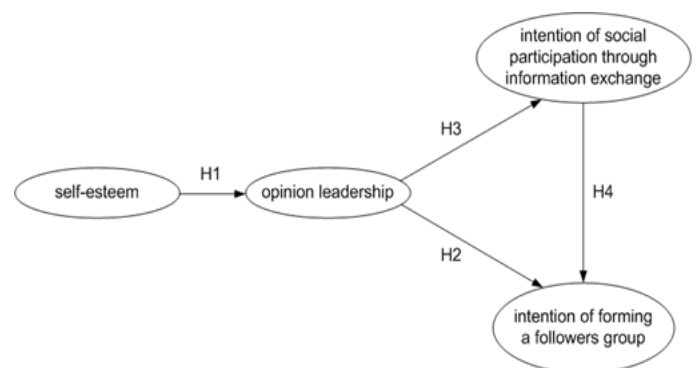 intention of social
participation through
information exchange
H3
H1
self-esteem
opinion leadership
H4
H2
intention of forming
a followers group